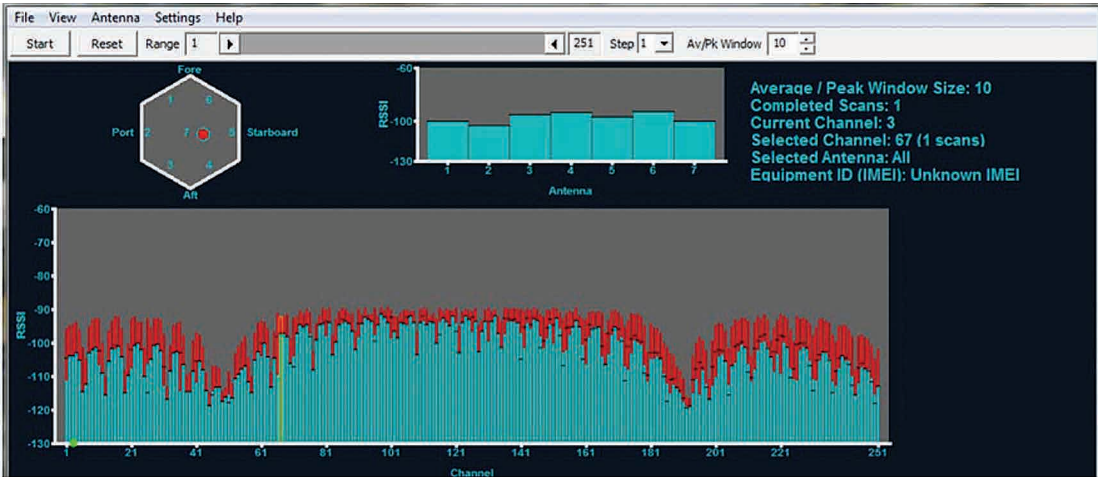 File View Antenna Settings Help
Start Reset Range 1 251 Step 1 Av/Pk Window 10
Fore
1 6
Port 2 7 5 Starboard
3 4
Aft
-60
-100
-130
RSSI
1 2 3 4 5 6 7
Antenna
Average / Peak Window Size: 10
Completed Scans: 1
Current Channel: 3
Selected Channel: 67 (1 scans)
Selected Antenna: All
Equipment ID (IMEI): Unknown IMEI
-60
-70
-80
-90
-100
-110
-120
-130
RSSI
1 21 41 61 81 101 121 141 161 181 201 221 251
Channel